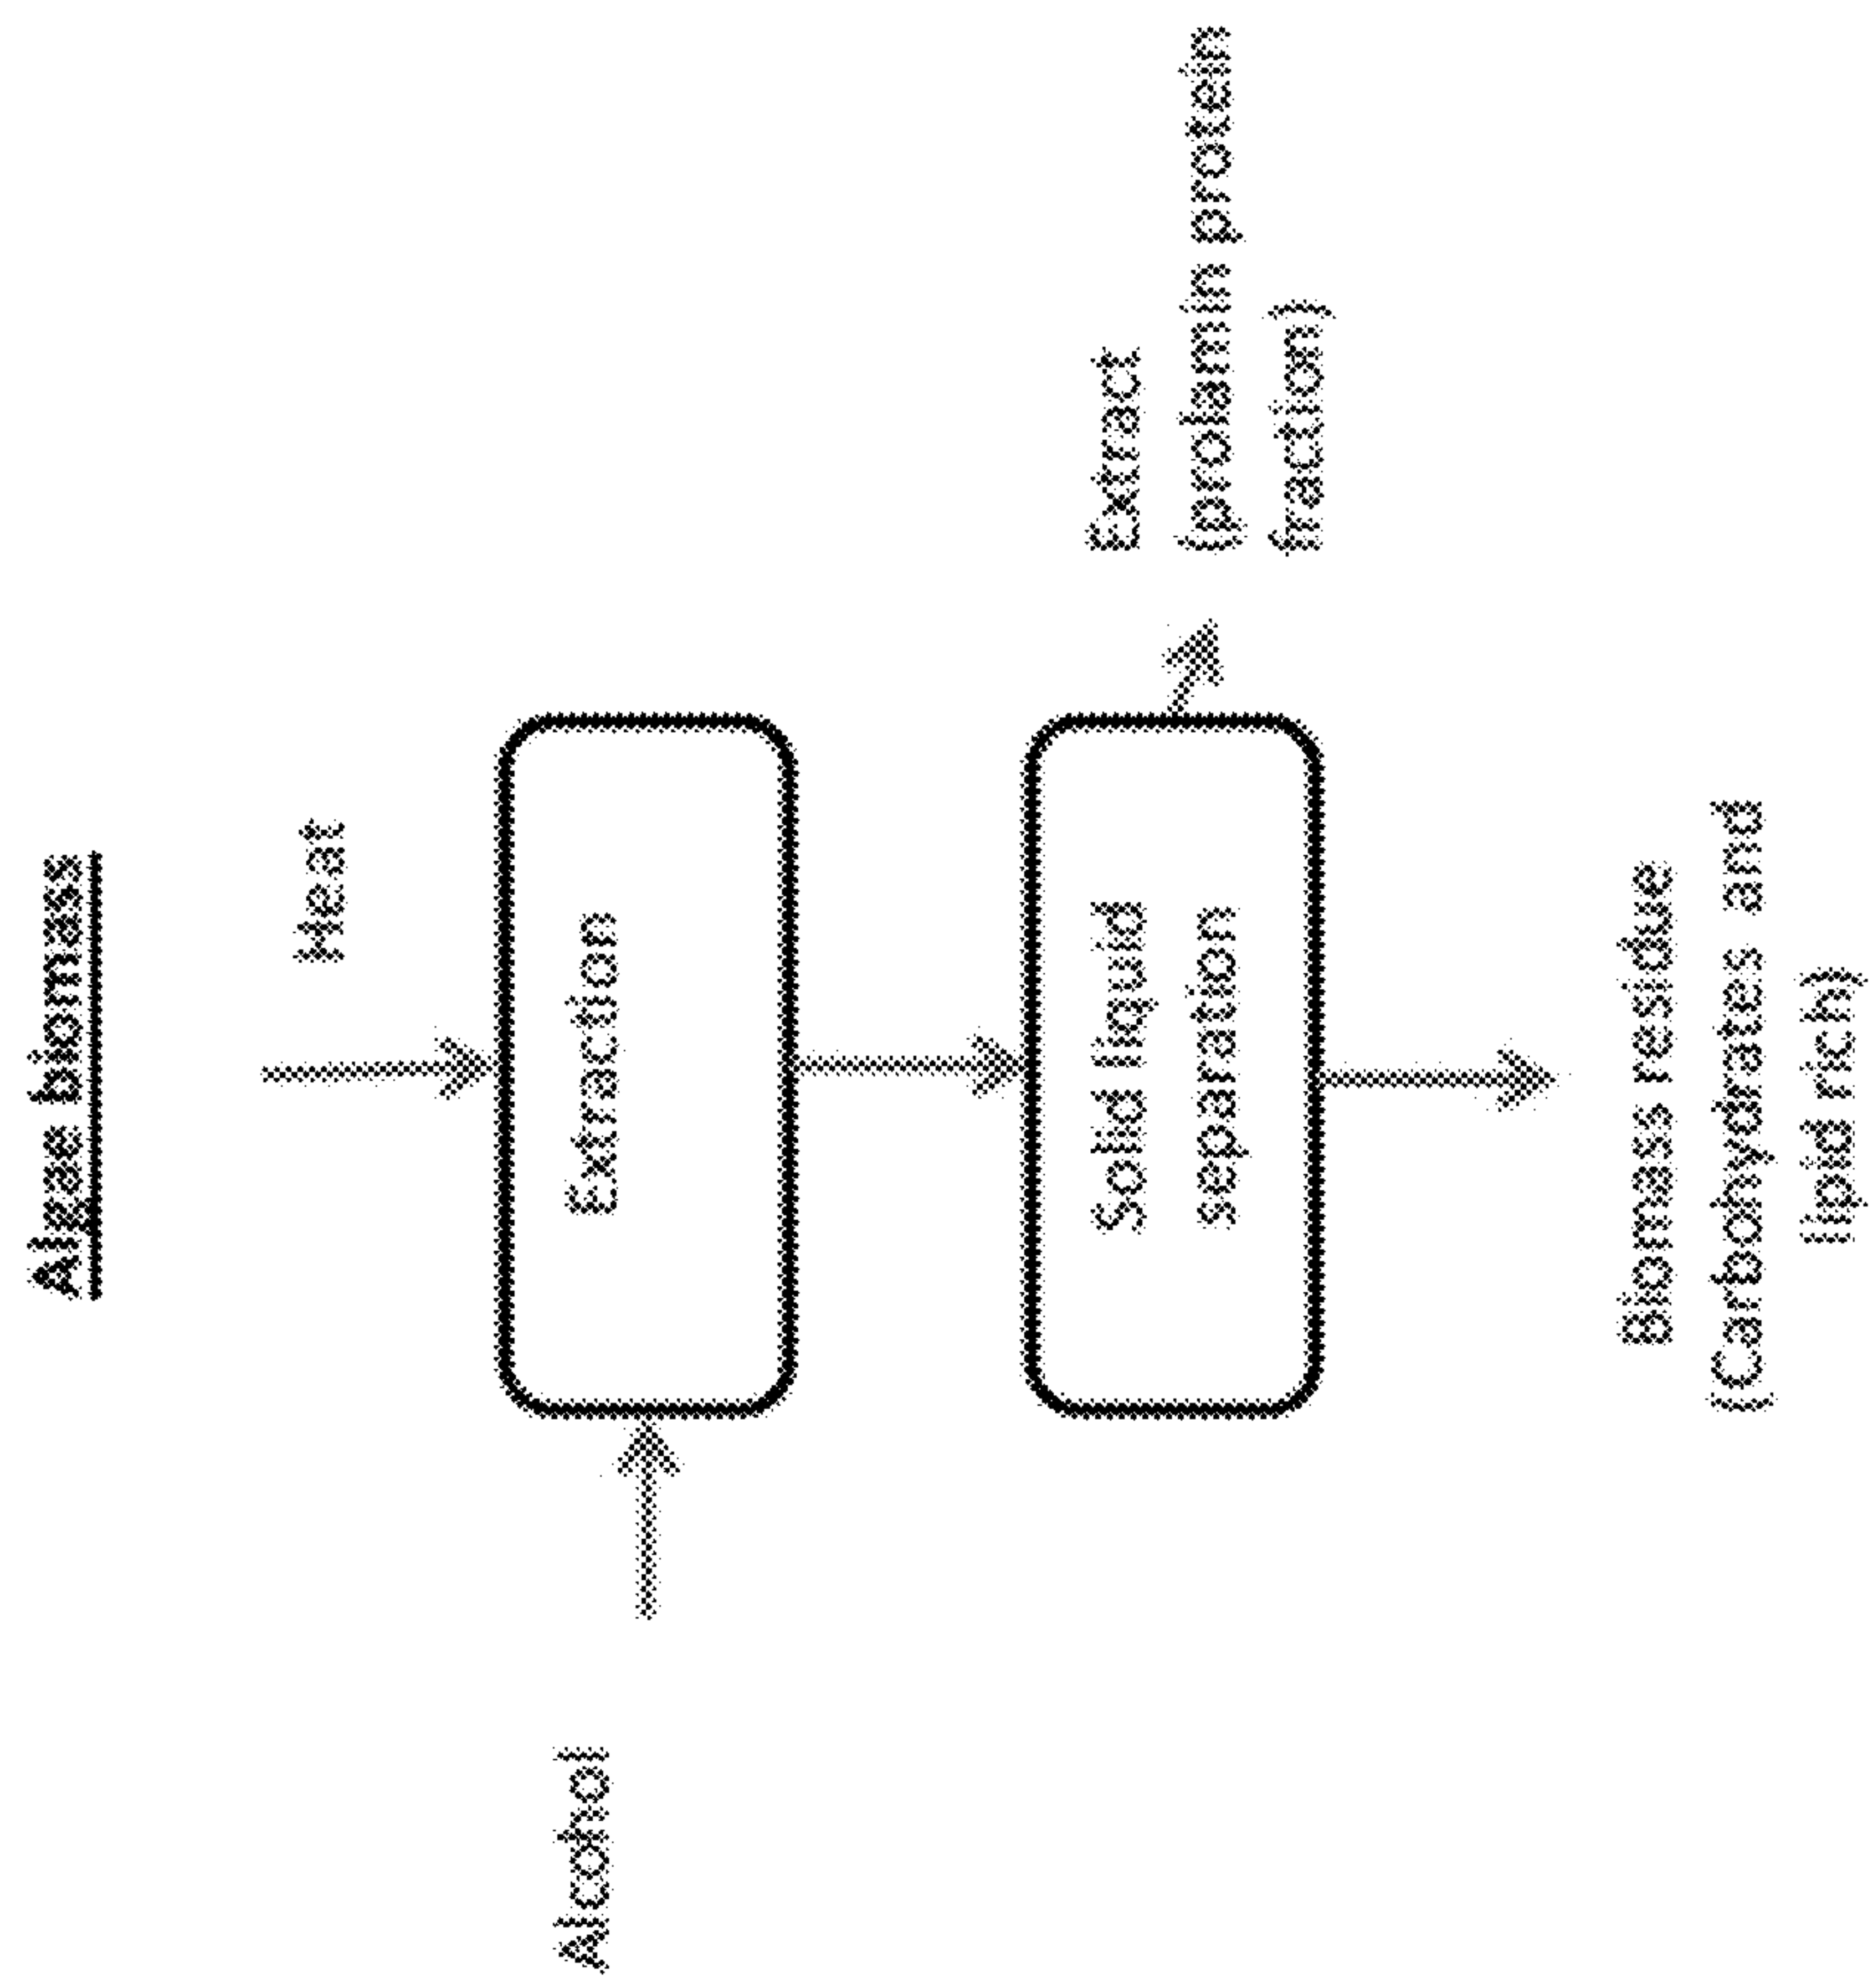 Algae biomass
Heat
Alcohol
Extraction
Solid liquid
separation
Extract
(prolamin protein
fraction)
Biomass residue
(Carbohydrates and
lipid rich)